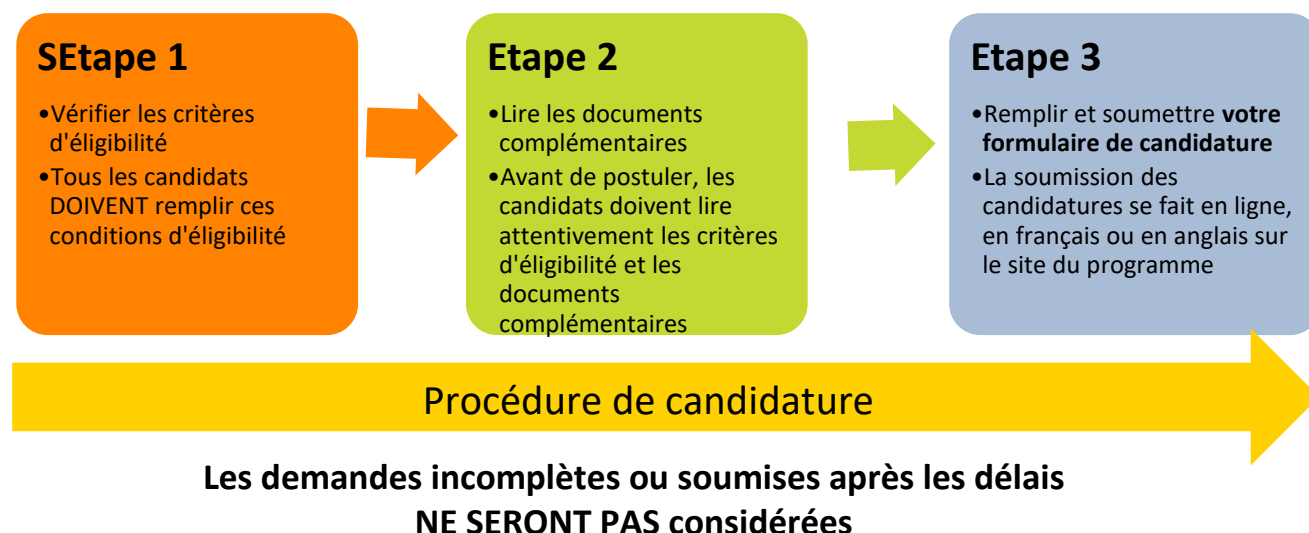 SEtape 1
•Vérifier les critères
d'éligibilité
•Tous les candidats
DOIVENT remplir ces
conditions d'éligibilité
Etape 2
•Lire les documents
complémentaires
•Avant de postuler, les
candidats doivent lire
attentivement les critères
d'éligibilité et les
documents
complémentaires
Etape 3
•Remplir et soumettre votre
formulaire de candidature
•La soumission des
candidatures se fait en ligne,
en français ou en anglais sur
le site du programme
Procédure de candidature
Les demandes incomplètes ou soumises après les délais
NE SERONT PAS considérées